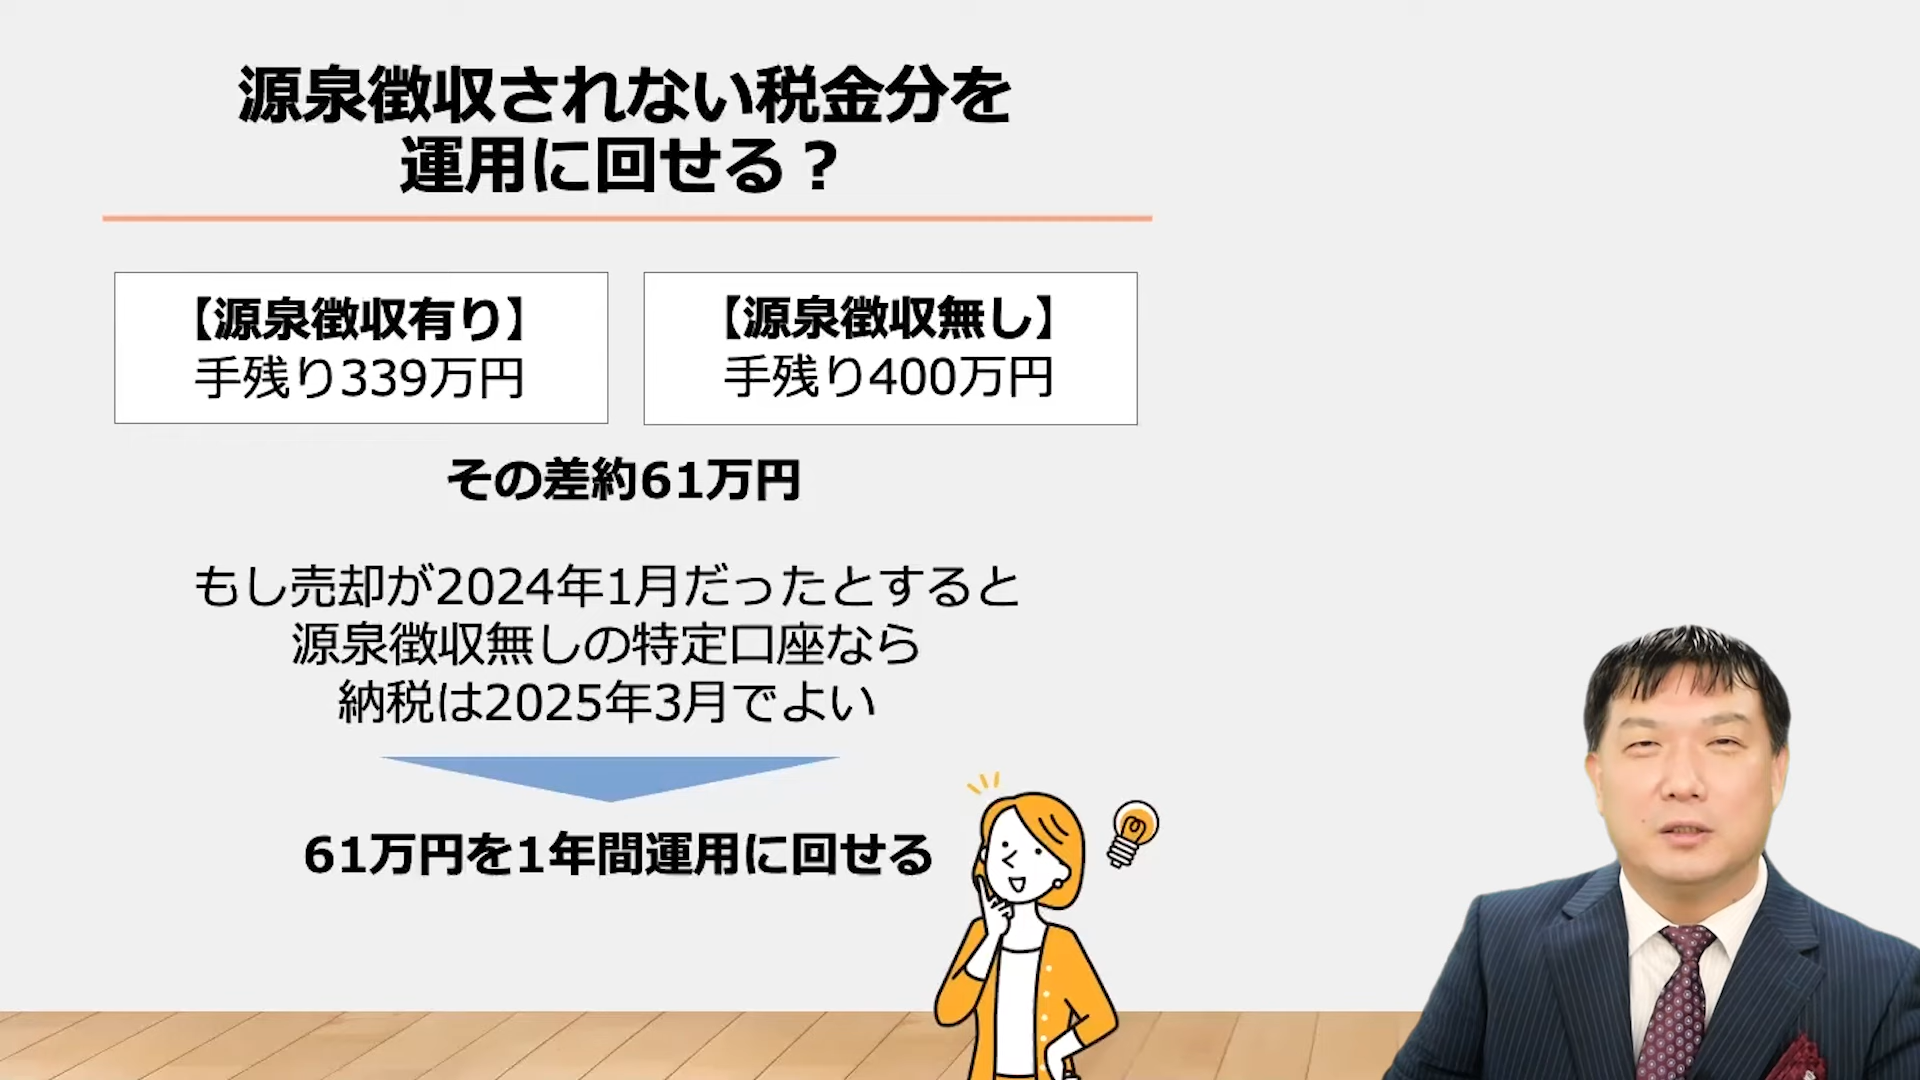 源泉徴収されない税金分を
運用に回せる？
【源泉徴収有り】
手残り339万円
【源泉徴収無し】
手残り400万円
その差約61万円
もし売却が2024年1月だったとすると
源泉徴収無しの特定口座なら
納税は2025年3月でよい
61万円を1年間運用に回せる